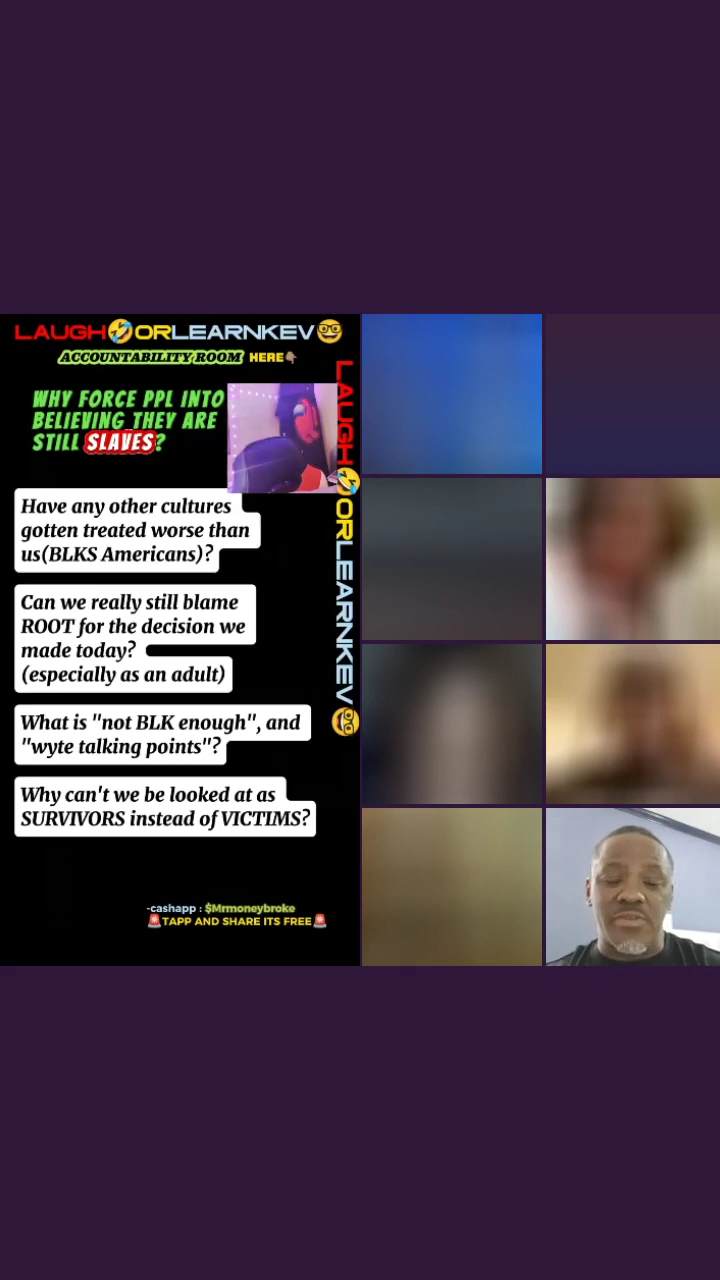 LAUGH🤣ORLEARNKEV🤓
ACCOUNTABILITY ROOM HERE👇🏽
WHY FORCE PPL INTO
BELIEVING THEY ARE
STILL SLAVES?
Have any other cultures
gotten treated worse than
us(BLKS Americans)?
Can we really still blame
ROOT for the decision we
made today?
(especially as an adult)
What is "not BLK enough", and
"wyte talking points"?
Why can't we be looked at as
SURVIVORS instead of VICTIMS?
LAUGH🤣ORLEARNKEV🤓
-cashapp : $Mrmoneybroke
🚨TAPP AND SHARE ITS FREE🚨